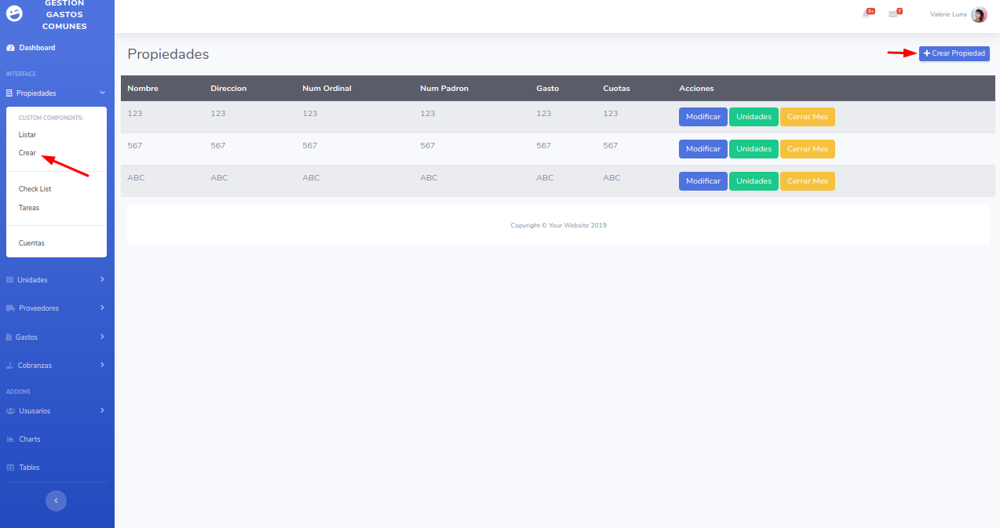 GESTIÓN
GASTOS
COMUNES
Dashboard
INTERFACE
Propiedades
CUSTOM COMPONENTS:
Listar
Crear
Check List
Tareas
Cuentas
Unidades
Proveedores
Gastos
Cobranzas
ADDONS
Ususarios
Charts
Tables
3+
7
Valerie Luna
Propiedades
Crear Propiedad
Nombre Direccion Num Ordinal Num Padron Gasto Cuotas Acciones
123 123 123 123 123 123 Modificar Unidades Cerrar Mes
567 567 567 567 567 567 Modificar Unidades Cerrar Mes
ABC ABC ABC ABC ABC ABC Modificar Unidades Cerrar Mes
Copyright © Your Website 2019